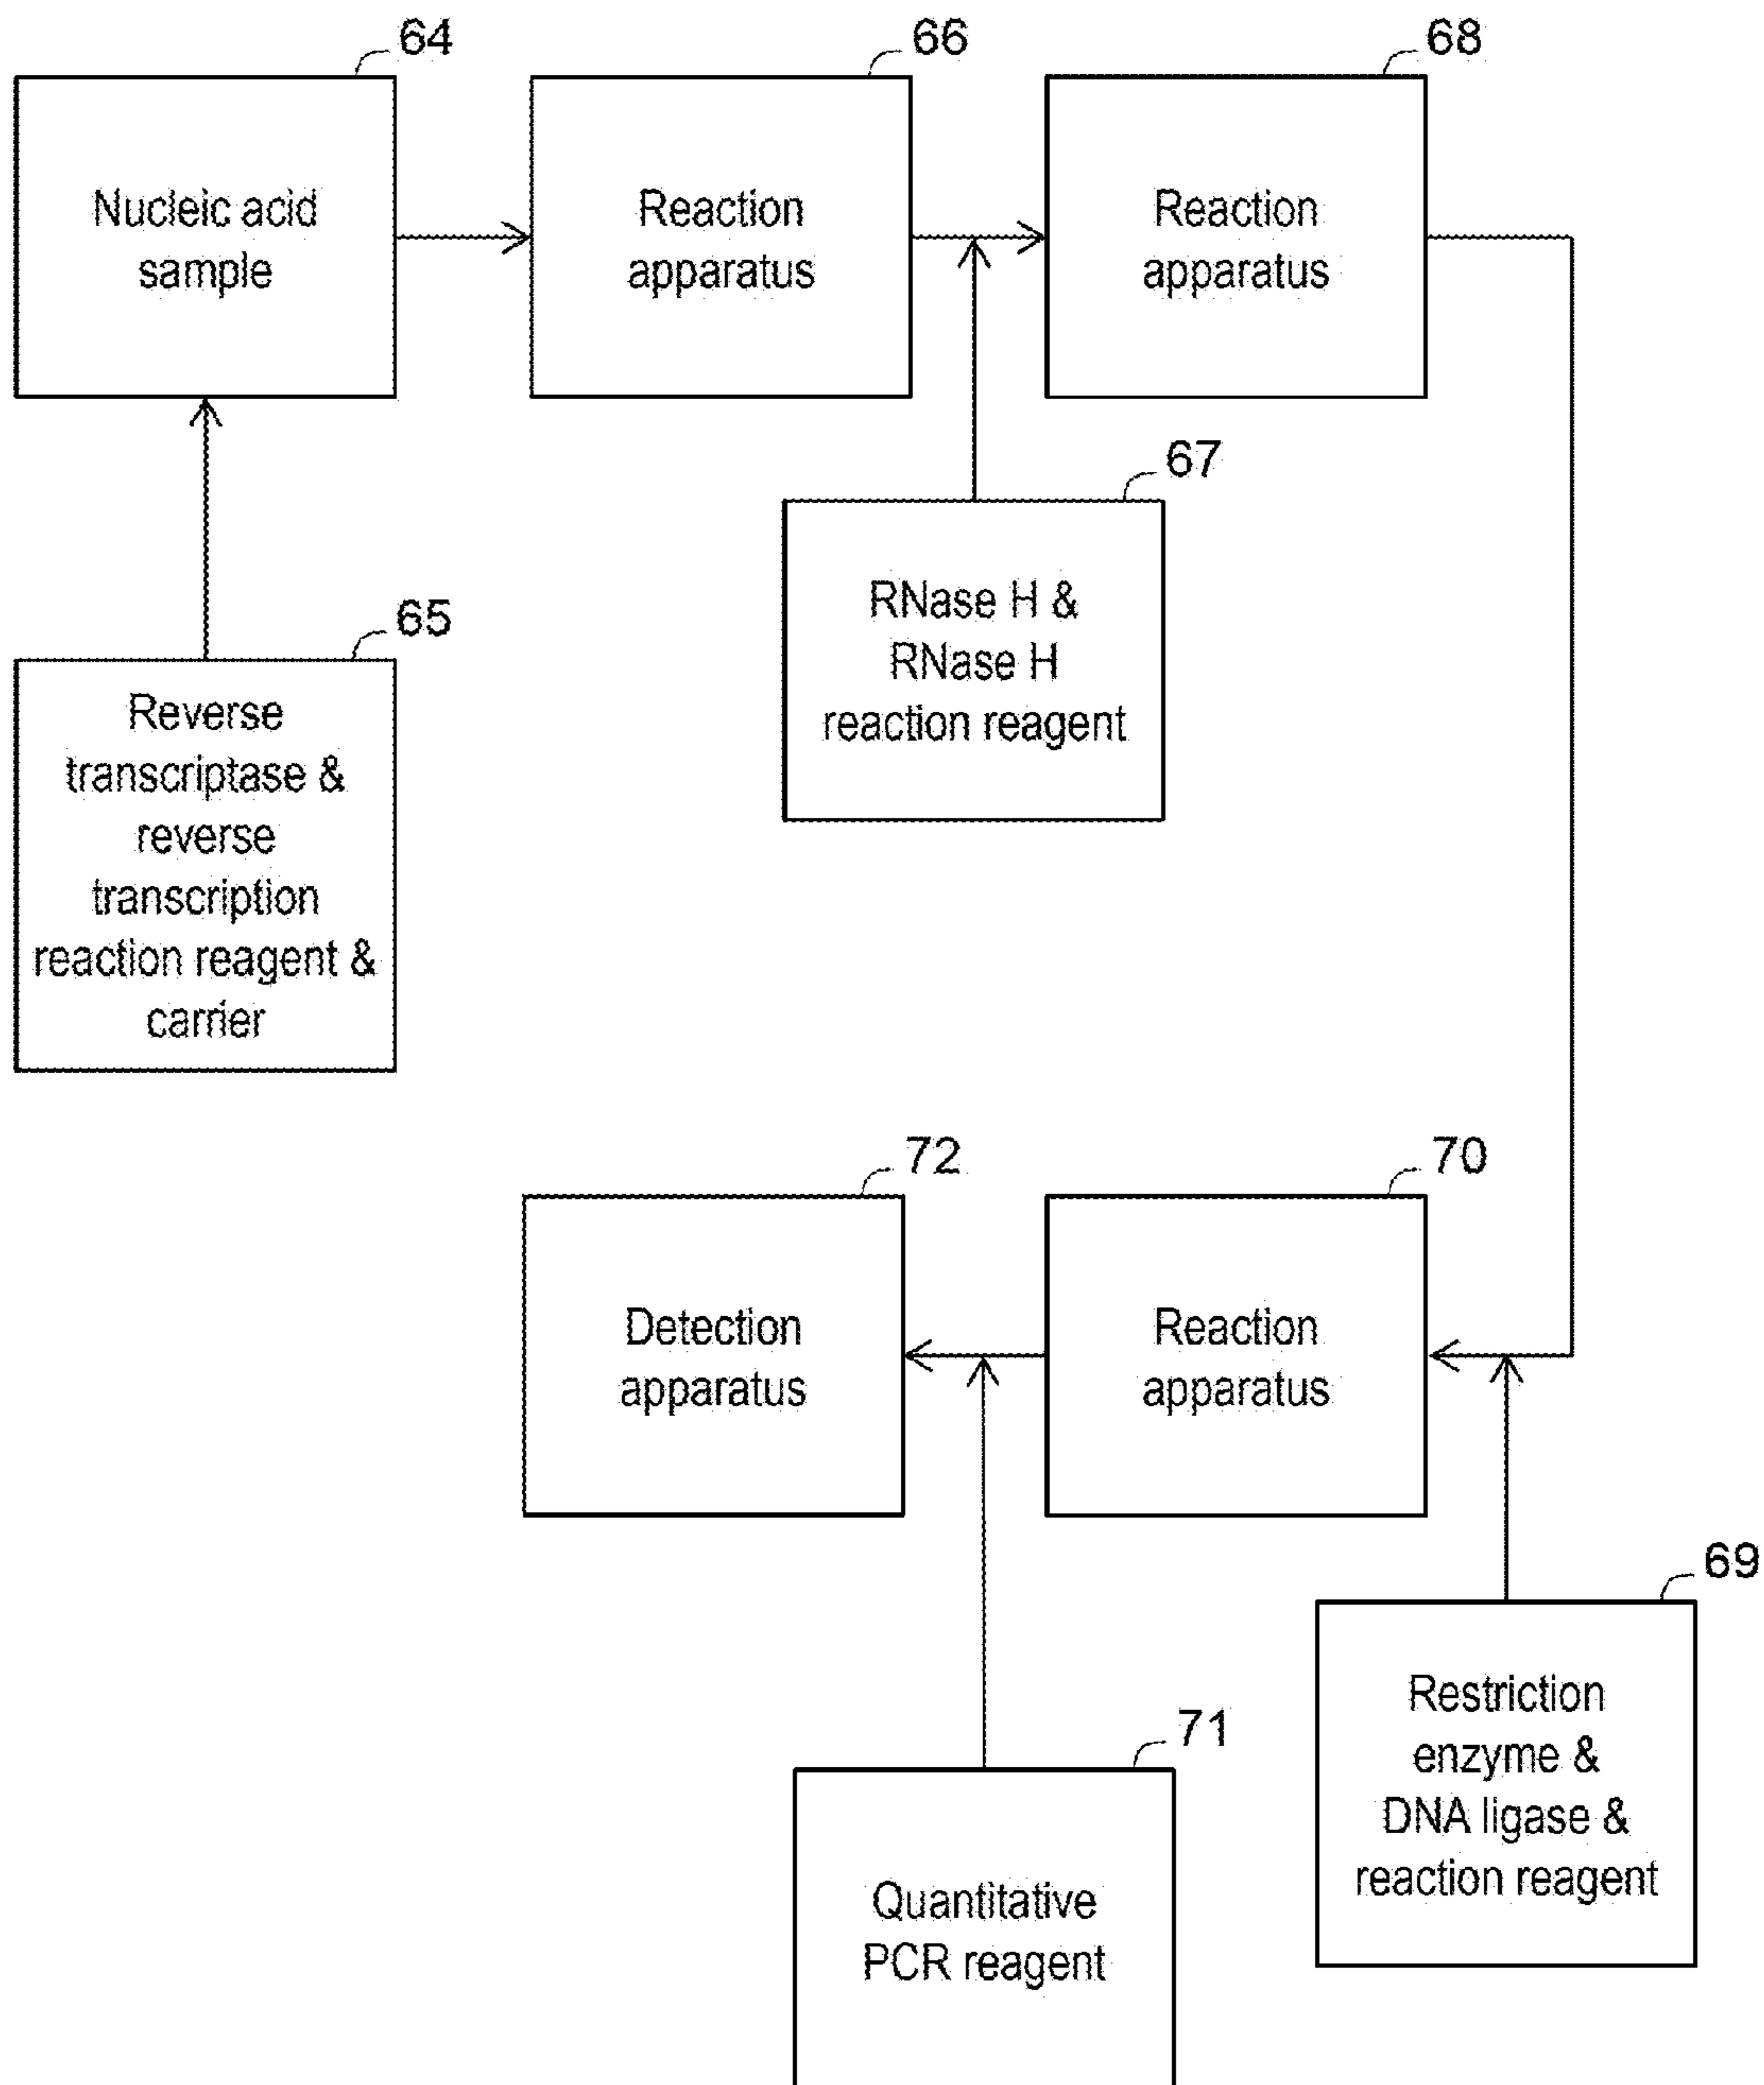 64
Nucleic acid
sample
66
Reaction
apparatus
68
Reaction
apparatus
65
Reverse
transcriptase &
reverse
transcription
reaction reagent &
carrier
67
RNase H &
RNase H
reaction reagent
72
Detection
apparatus
70
Reaction
apparatus
71
Quantitative
PCR reagent
69
Restriction
enzyme &
DNA ligase &
reaction reagent